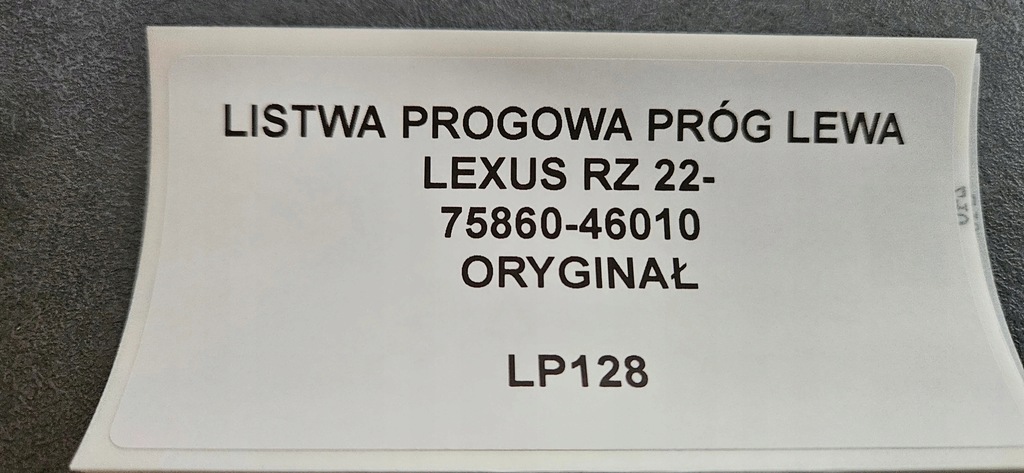 LISTWA PROGOWA PRÓG LEWA
LEXUS RZ 22-
75860-46010
ORYGINAŁ
LP128